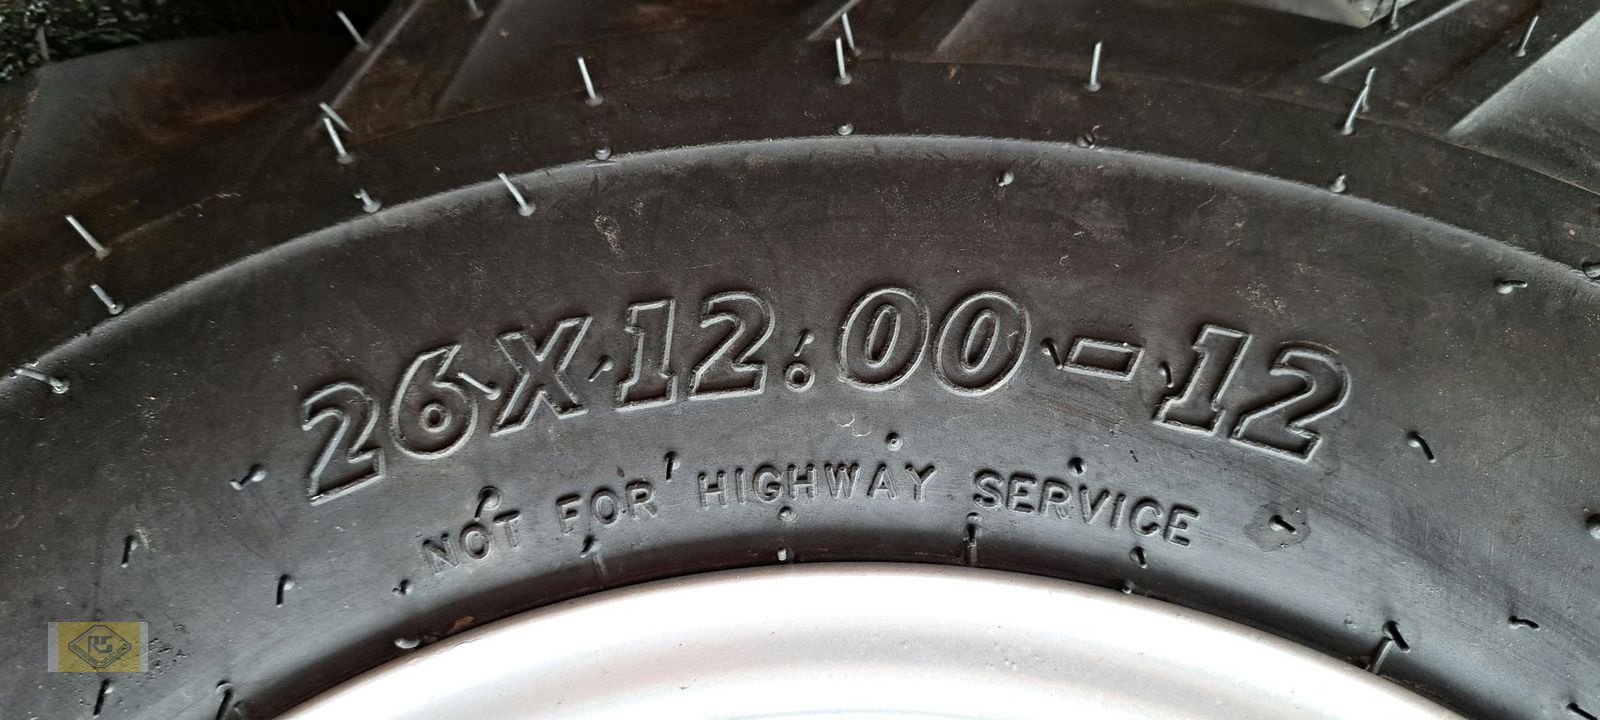 26X12.00-12
NOT FOR HIGHWAY SERVICE